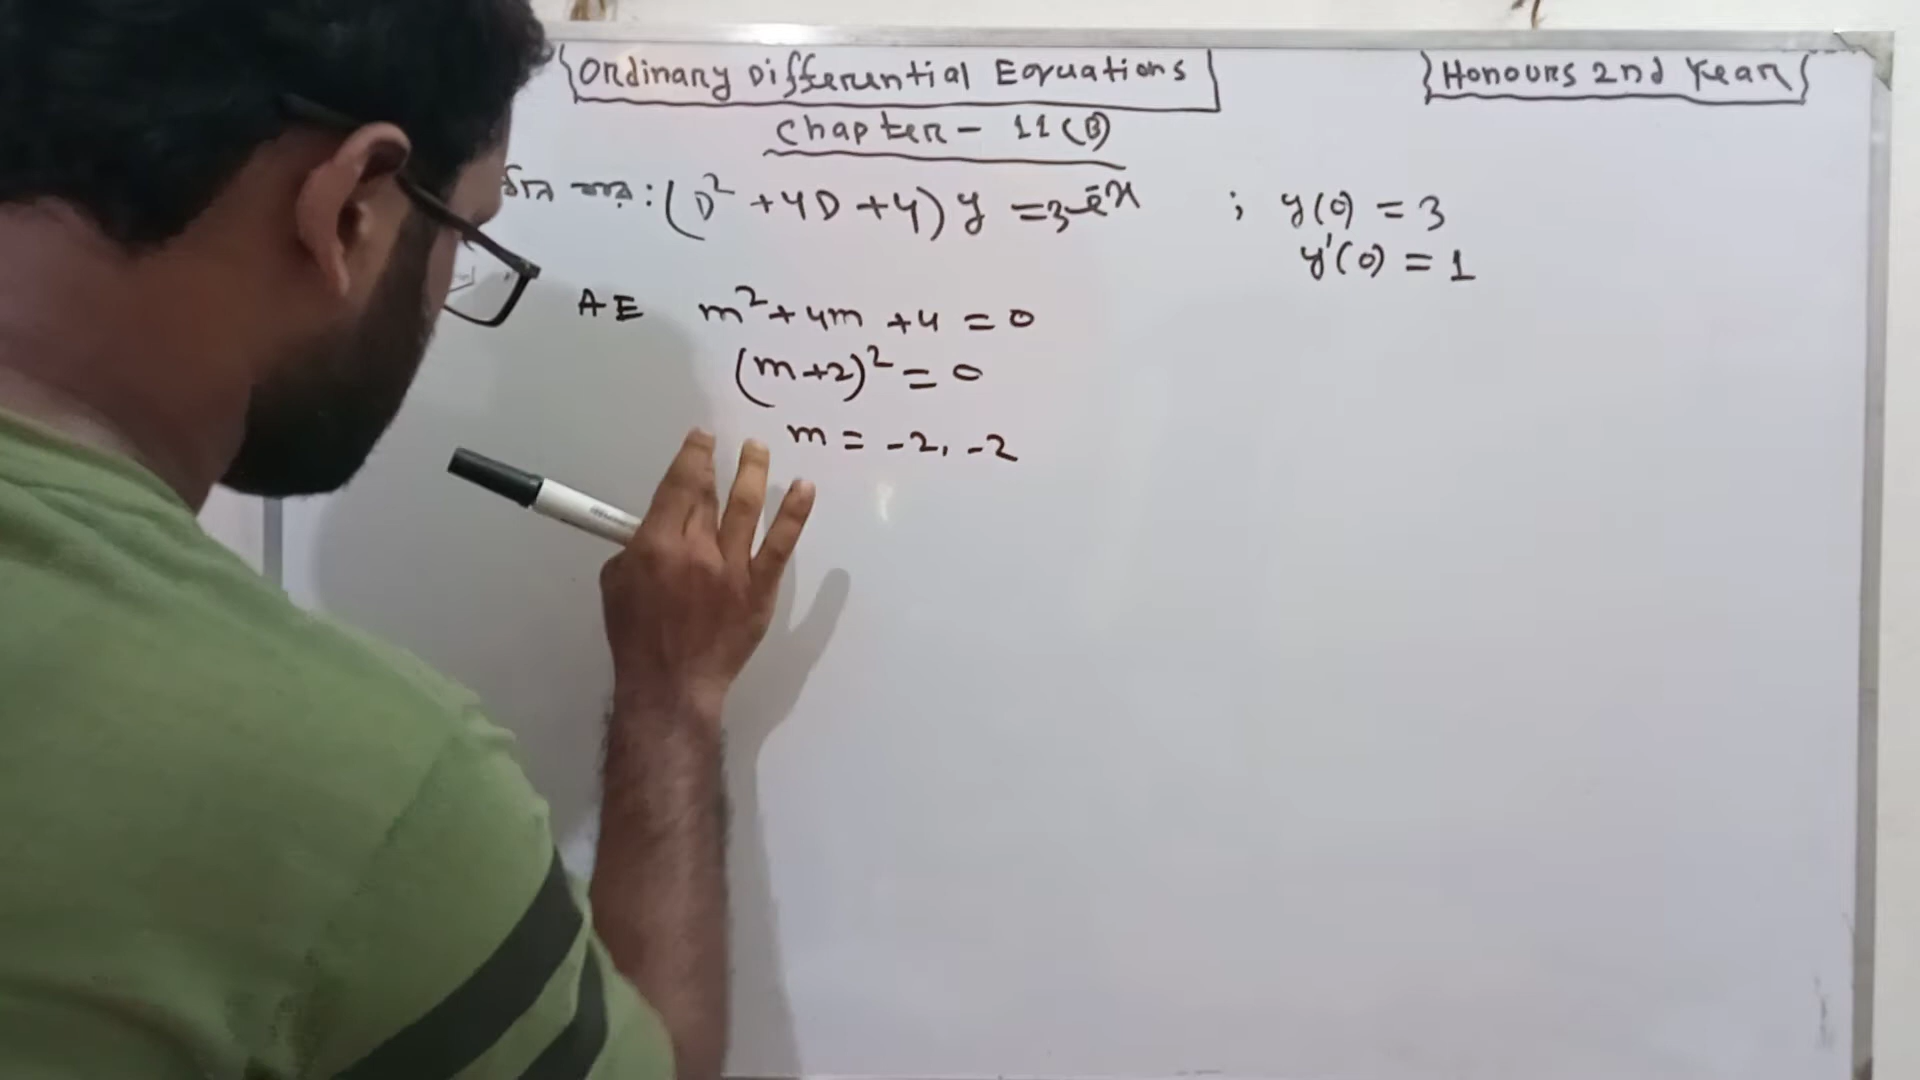 Ordinary Differential Equations
Honours 2nd Year
Chapter - 11(B)
কর : (D² + 4D + 4) y = 3e⁻ˣ ; y(0) = 3
y'(0) = 1
AE m² + 4m + 4 = 0
(m+2)² = 0
m = -2, -2